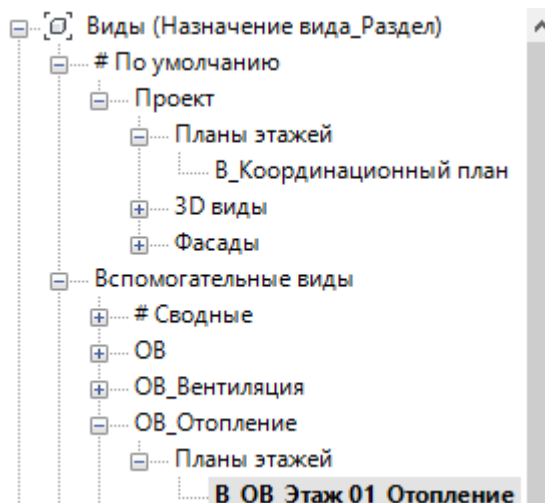 Виды (Назначение вида_Раздел)
# По умолчанию
Проект
Планы этажей
В_Координационный план
3D виды
Фасады
Вспомогательные виды
# Сводные
ОВ
ОВ_Вентиляция
ОВ_Отопление
Планы этажей
В_ОВ_Этаж 01_Отопление